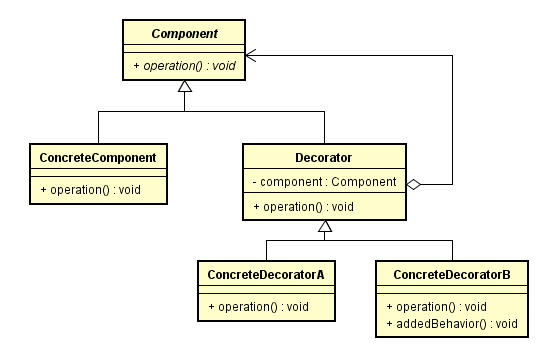 Component
+ operation() : void
ConcreteComponent
+ operation() : void
Decorator
- component : Component
+ operation() : void
ConcreteDecoratorA
+ operation() : void
ConcreteDecoratorB
+ operation() : void
+ addedBehavior() : void